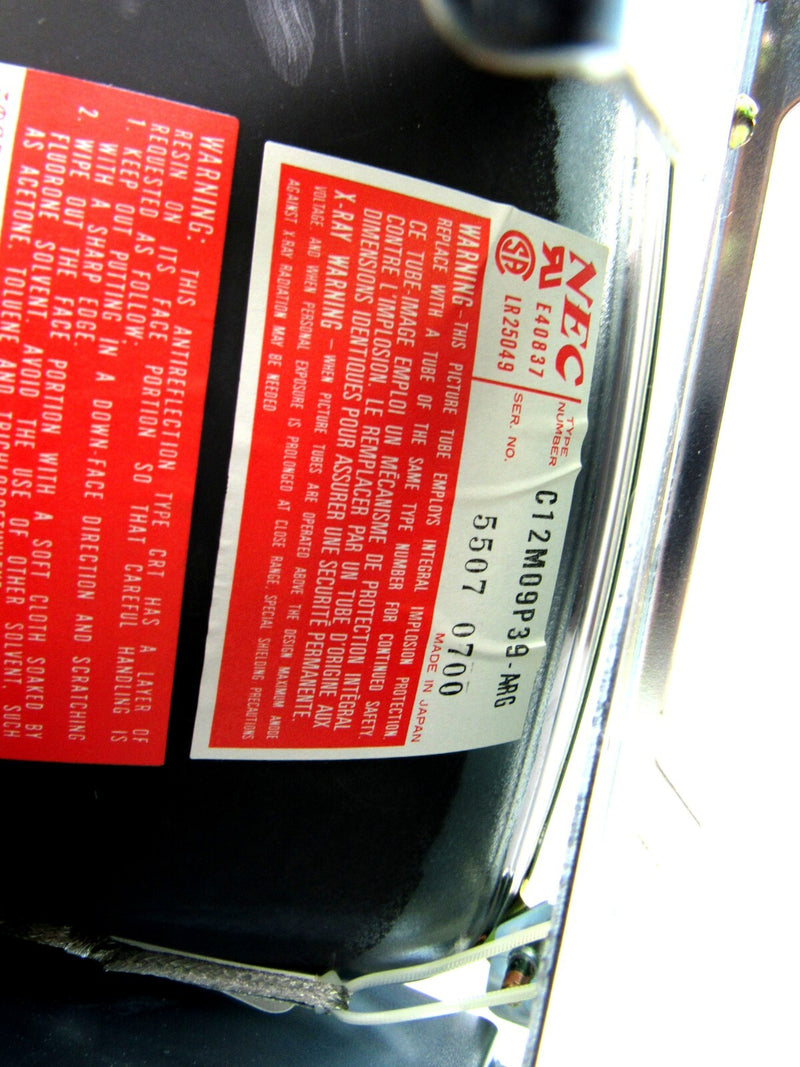 NEC
E40837
LR25049
TYPE
NUMBER
C12M09P39-ARG
SER. NO.
5507 0700
MADE IN JAPAN
WARNING-THIS PICTURE TUBE EMPLOYS INTEGRAL IMPLOSION PROTECTION.
REPLACE WITH A TUBE OF THE SAME TYPE NUMBER FOR CONTINUED SAFETY.
CE TUBE-IMAGE EMPLOI UN MÉCANISME DE PROTECTION INTÉGRAL
CONTRE L'IMPLOSION. LE REMPLACER PAR UN TUBE D'ORIGINE AUX
DIMENSIONS IDENTIQUES POUR ASSURER UNE SECURITÉ PERMANENTE.
X-RAY WARNING — WHEN PICTURE TUBES ARE OPERATED ABOVE THE DESIGN MAXIMUM ANODE
VOLTAGE AND WHEN PERSONAL EXPOSURE IS PROLONGED AT CLOSE RANGE, SPECIAL SHIELDING PRECAUTIONS
AGAINST X-RAY RADIATION MAY BE NEEDED
WARNING: THIS ANTIREFLECTION TYPE CRT HAS A LAYER OF
RESIN ON ITS FACE PORTION SO THAT CAREFUL HANDLING IS
REQUESTED AS FOLLOW.
1. KEEP OUT PUTTING IN A DOWN-FACE DIRECTION AND SCRATCHING
WITH A SHARP EDGE.
2. WIPE OUT THE FACE PORTION WITH A SOFT CLOTH SOAKED BY
FLUORONE SOLVENT. AVOID THE USE OF OTHER SOLVENT, SUCH
AS ACETONE, TOLUENE AND